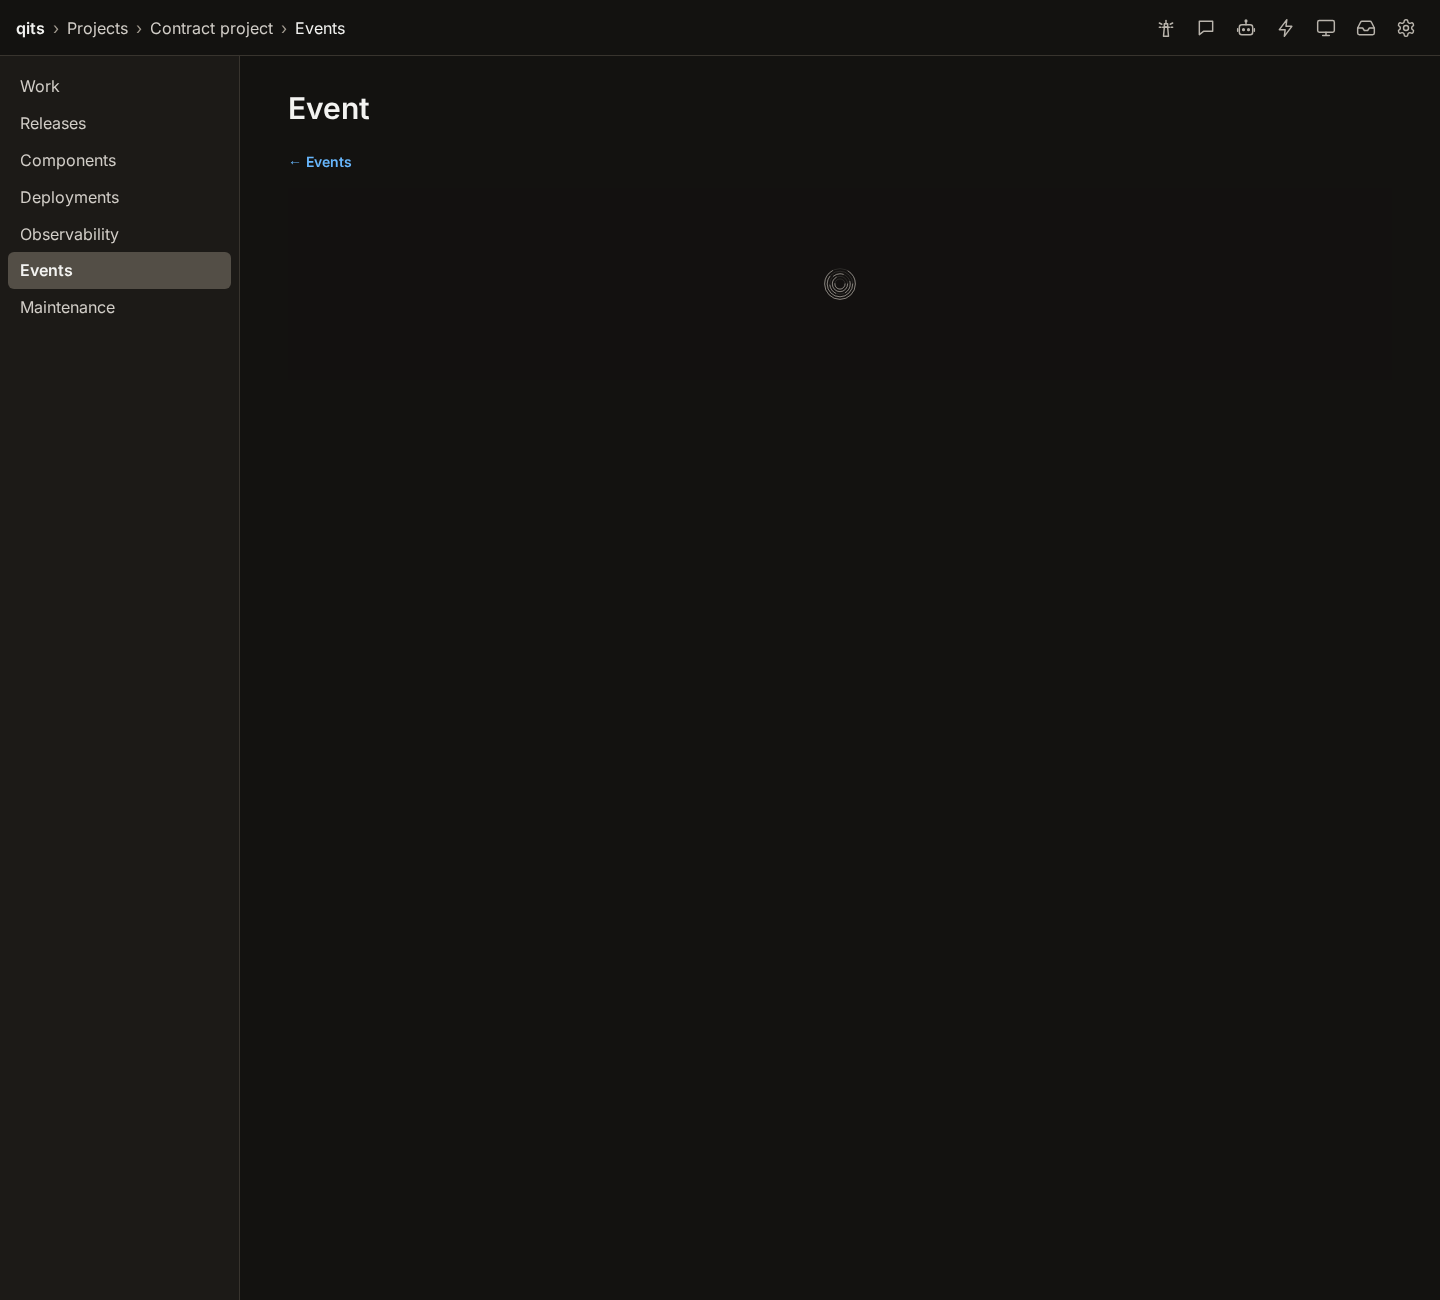 qits › Projects › Contract project › Events
Work
Releases
Components
Deployments
Observability
Events
Maintenance
Event
← Events